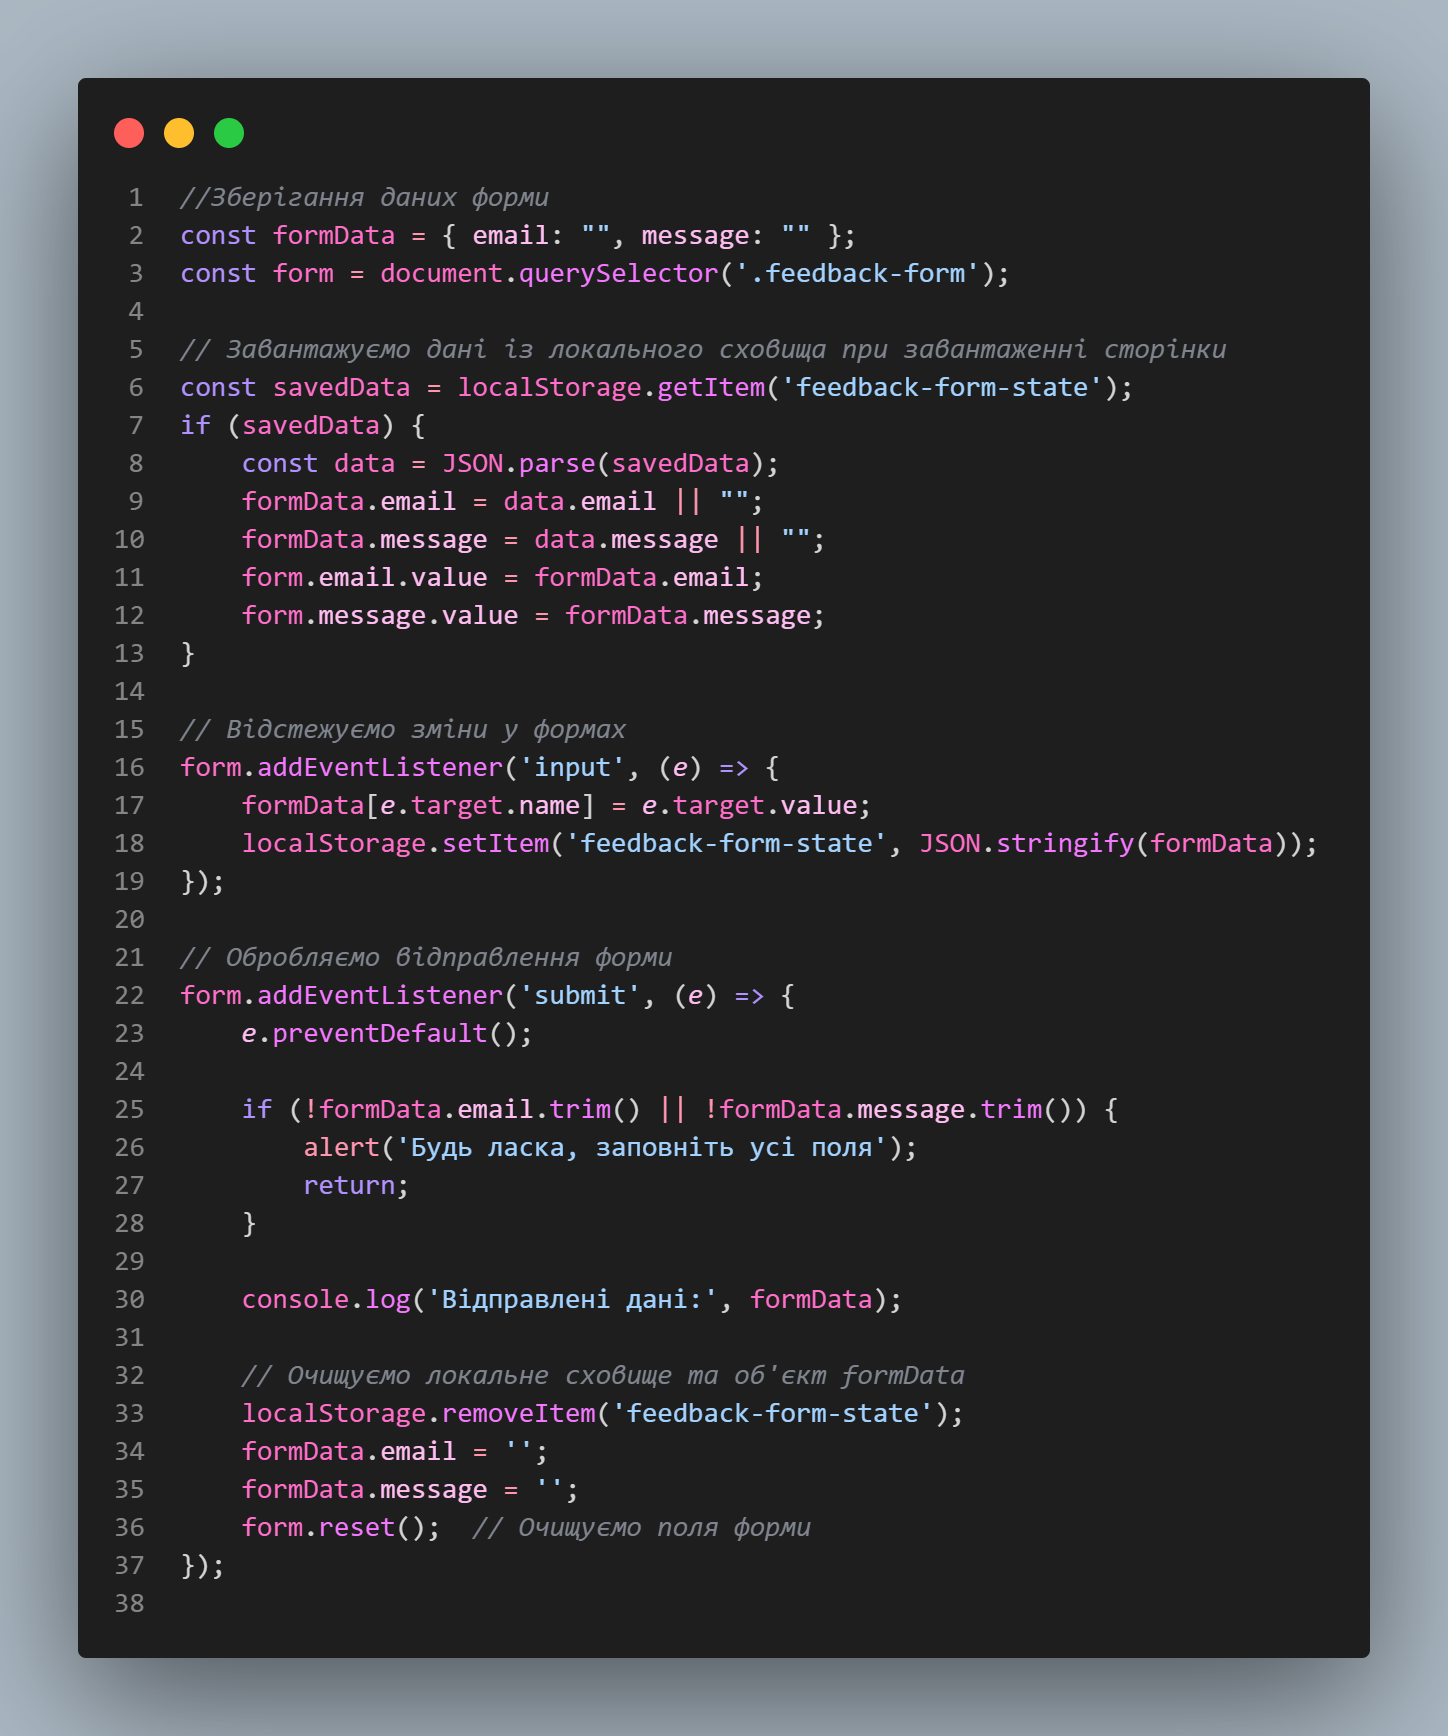 1 //Зберігання даних форми
2 const formData = { email: "", message: "" };
3 const form = document.querySelector('.feedback-form');
4
5 // Завантажуємо дані із локального сховища при завантаженні сторінки
6 const savedData = localStorage.getItem('feedback-form-state');
7 if (savedData) {
8     const data = JSON.parse(savedData);
9     formData.email = data.email || "";
10     formData.message = data.message || "";
11     form.email.value = formData.email;
12     form.message.value = formData.message;
13 }
14
15 // Відстежуємо зміни у формах
16 form.addEventListener('input', (e) => {
17     formData[e.target.name] = e.target.value;
18     localStorage.setItem('feedback-form-state', JSON.stringify(formData));
19 });
20
21 // Обробляємо відправлення форми
22 form.addEventListener('submit', (e) => {
23     e.preventDefault();
24
25     if (!formData.email.trim() || !formData.message.trim()) {
26         alert('Будь ласка, заповніть усі поля');
27         return;
28     }
29
30     console.log('Відправлені дані:', formData);
31
32     // Очищуємо локальне сховище та об'єкт formData
33     localStorage.removeItem('feedback-form-state');
34     formData.email = '';
35     formData.message = '';
36     form.reset();  // Очищуємо поля форми
37 });
38